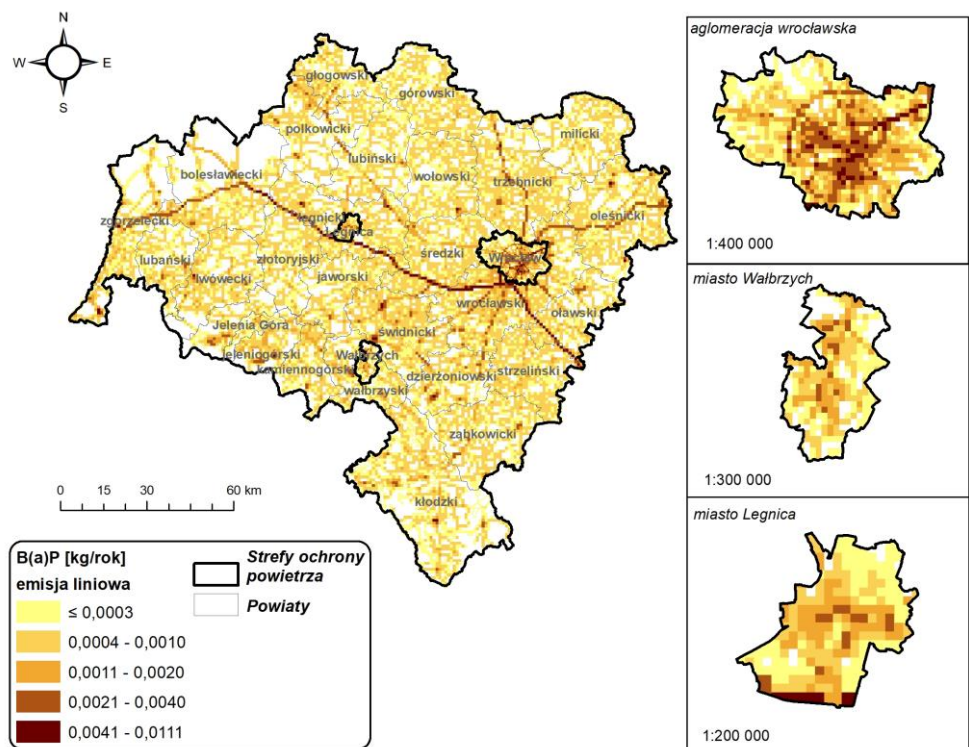 N
W E
S
głogowski
górowski
polkowicki
milicki
lubiński
bolesławiecki
wołowski
trzebnicki
zgorzelecki
legnicki
oleśnicki
Legnica
lubański
złotoryjski
średzki
Wrocław
lwówecki
jaworski
wrocławski
oławski
Jelenia Góra
świdnicki
jeleniogórski
Wałbrzych
kamiennogórski
dzierżoniowski
strzeliński
wałbrzyski
ząbkowicki
kłodzki
0 15 30 60 km
B(a)P [kg/rok]
emisja liniowa
≤ 0,0003
0,0004 - 0,0010
0,0011 - 0,0020
0,0021 - 0,0040
0,0041 - 0,0111
Strefy ochrony
powietrza
Powiaty
aglomeracja wrocławska
1:400 000
miasto Wałbrzych
1:300 000
miasto Legnica
1:200 000